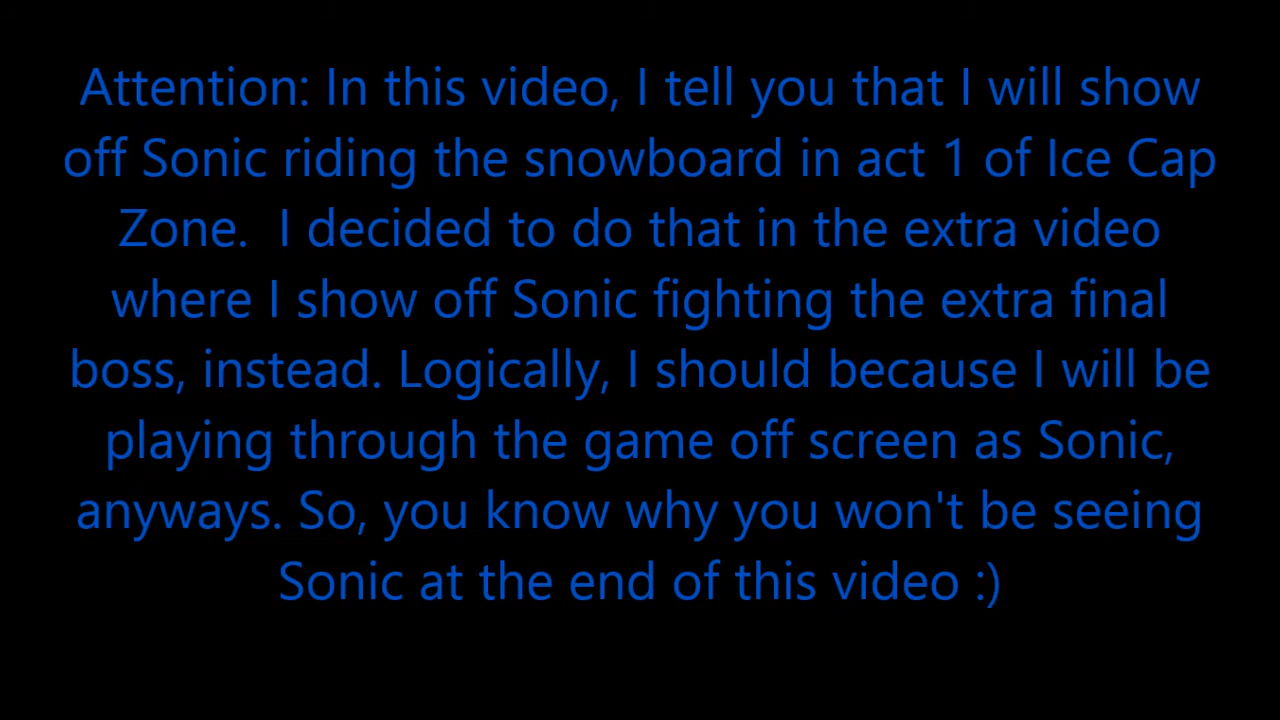 Attention: In this video, I tell you that I will show
off Sonic riding the snowboard in act 1 of Ice Cap
Zone.  I decided to do that in the extra video
where I show off Sonic fighting the extra final
boss, instead. Logically, I should because I will be
playing through the game off screen as Sonic,
anyways. So, you know why you won't be seeing
Sonic at the end of this video :)